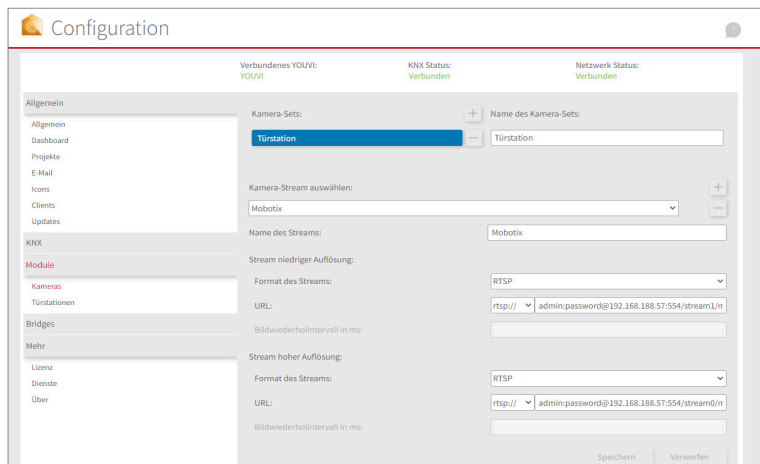 Configuration
?
Verbundenes YOUVI:
YOUVI
KNX Status:
Verbunden
Netzwerk Status:
Verbunden
Allgemein
Allgemein
Dashboard
Projekte
E-Mail
Icons
Clients
Updates
KNX
Module
Kameras
Türstationen
Bridges
Mehr
Lizenz
Dienste
Über
Kamera-Sets:
+
Name des Kamera-Sets:
Türstation
−
Türstation
Kamera-Stream auswählen:
+
Mobotix
−
Name des Streams:
Mobotix
Stream niedriger Auflösung:
Format des Streams:
RTSP
URL:
rtsp://
admin:password@192.168.188.57:554/stream1/m
Bildwiederholintervall in ms:
Stream hoher Auflösung:
Format des Streams:
RTSP
URL:
rtsp://
admin:password@192.168.188.57:554/stream0/m
Bildwiederholintervall in ms:
Speichern
Verwerfen